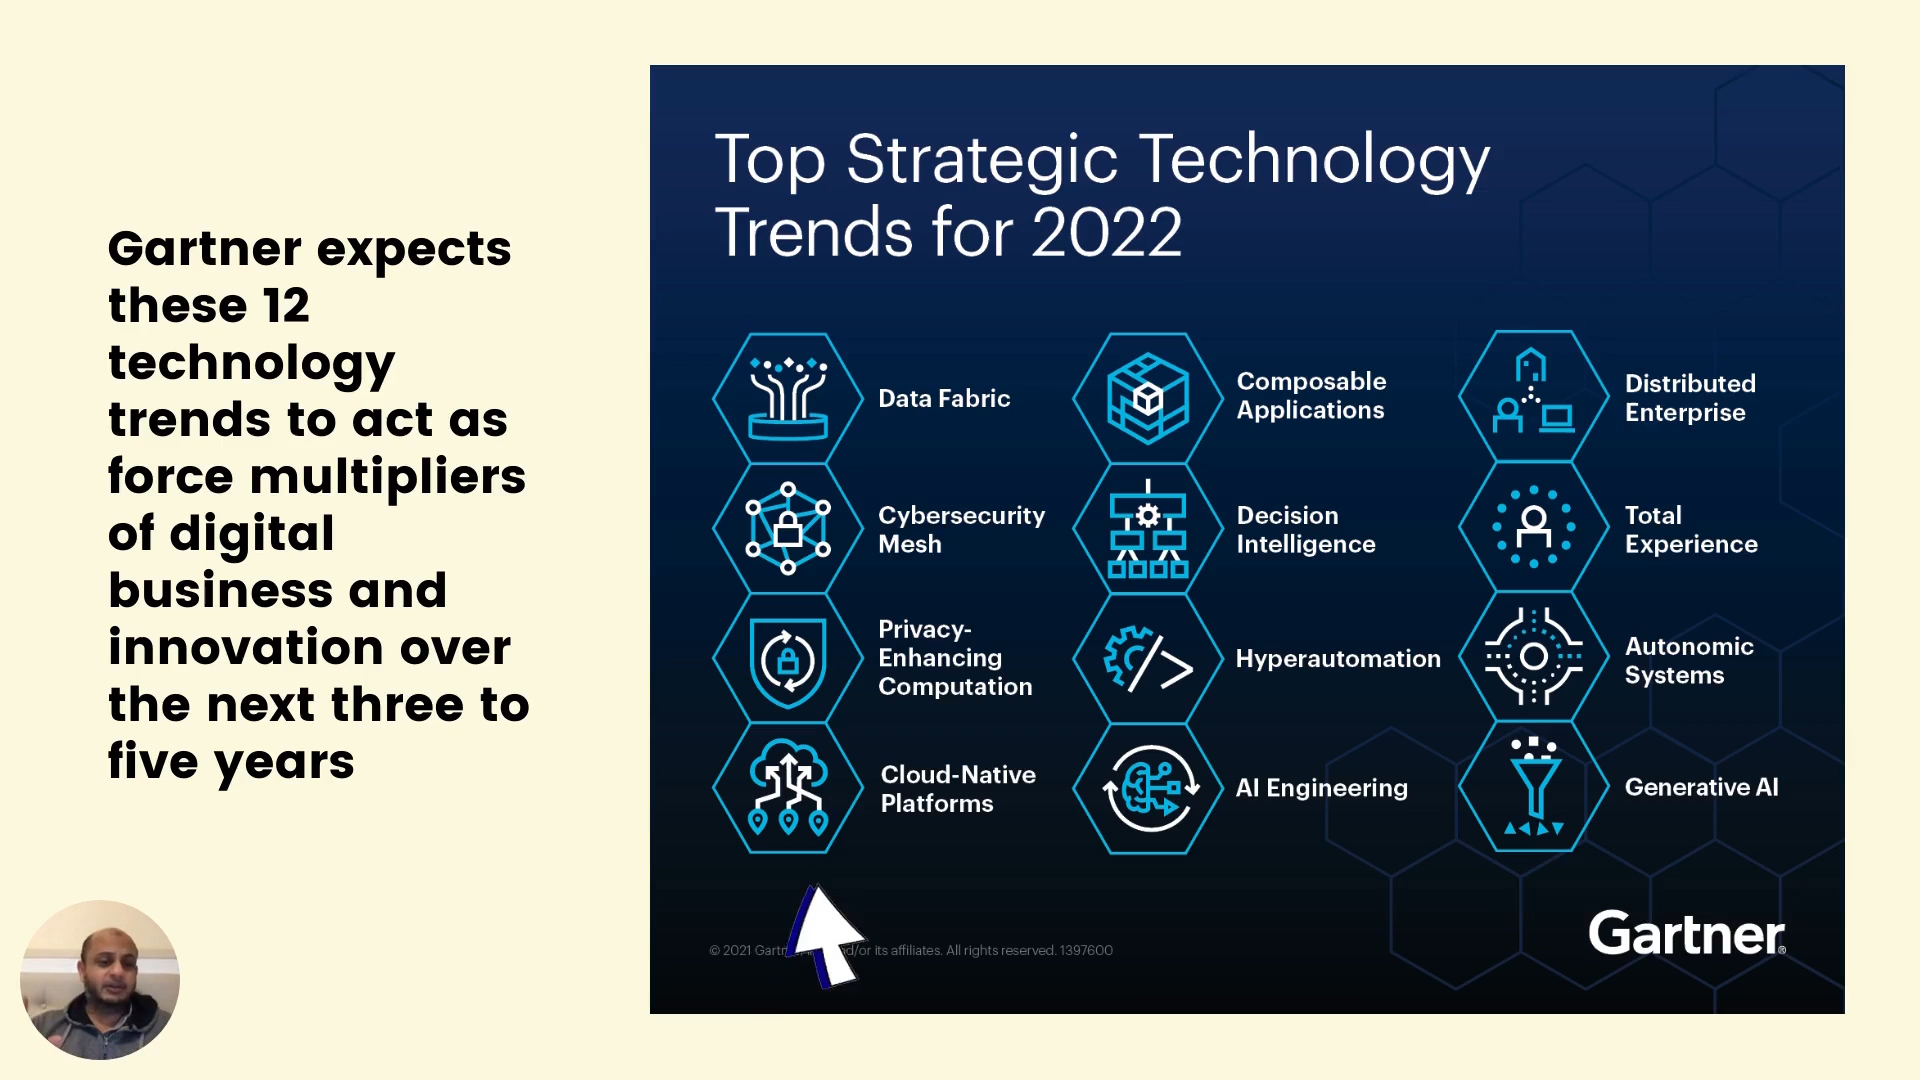 Gartner expects
these 12
technology
trends to act as
force multipliers
of digital
business and
innovation over
the next three to
five years
Top Strategic Technology
Trends for 2022
Data Fabric
Composable
Applications
Distributed
Enterprise
Cybersecurity
Mesh
Decision
Intelligence
Total
Experience
Privacy-
Enhancing
Computation
Hyperautomation
Autonomic
Systems
Cloud-Native
Platforms
AI Engineering
Generative AI
© 2021 and/or its affiliates. All rights reserved. 1397600
Gartner®